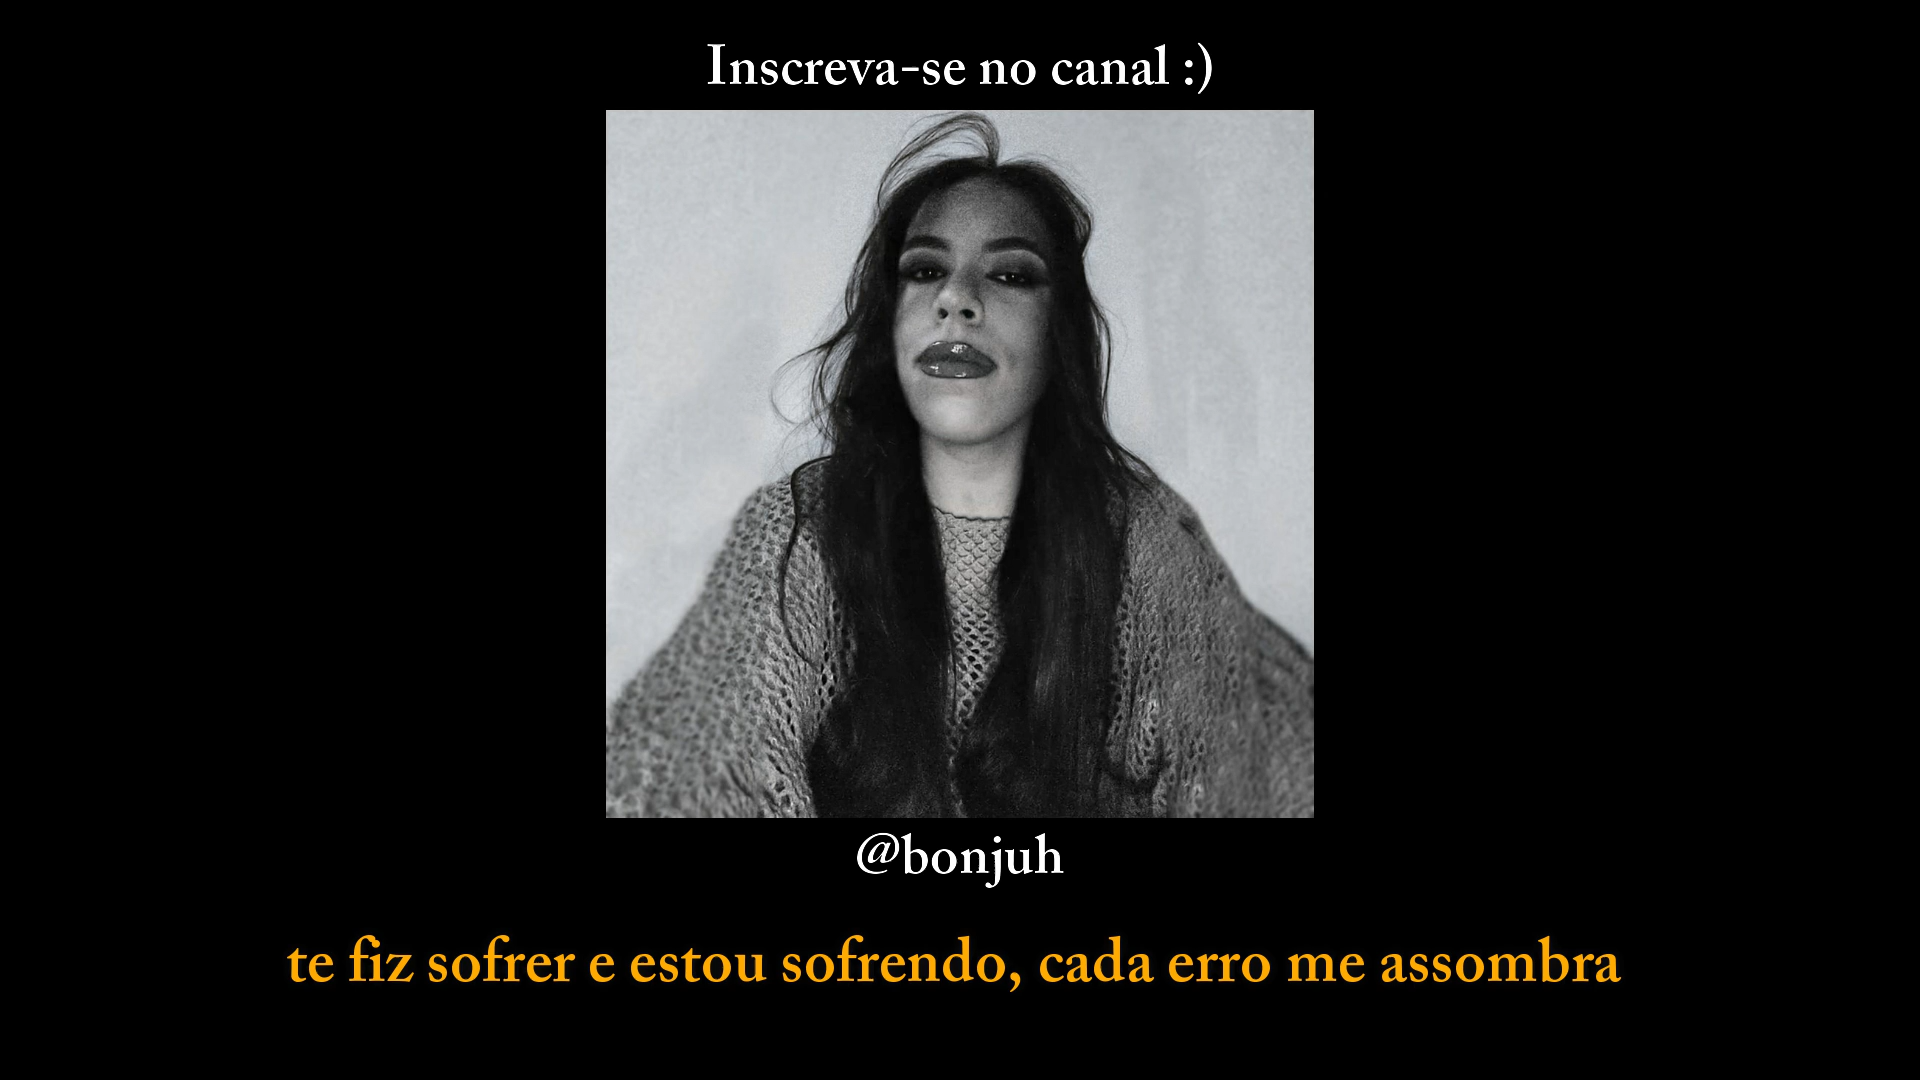 Inscreva-se no canal :)
@bonjuh
te fiz sofrer e estou sofrendo, cada erro me assombra